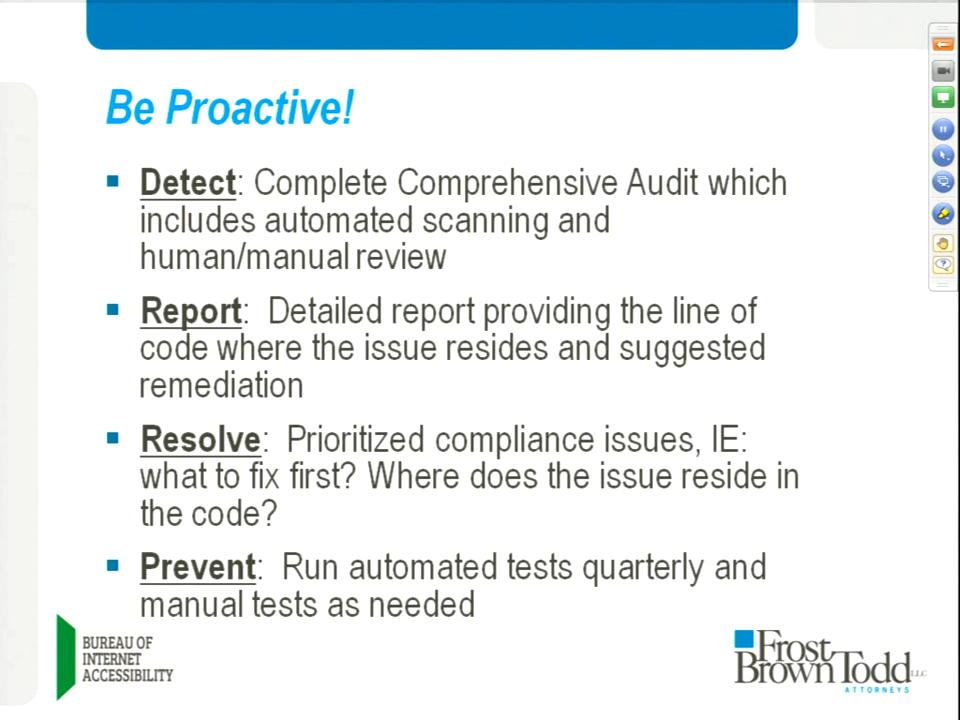 Be Proactive!
▪ Detect: Complete Comprehensive Audit which
includes automated scanning and
human/manual review
▪ Report: Detailed report providing the line of
code where the issue resides and suggested
remediation
▪ Resolve: Prioritized compliance issues, IE:
what to fix first? Where does the issue reside in
the code?
▪ Prevent: Run automated tests quarterly and
manual tests as needed
BUREAU OF
INTERNET
ACCESSIBILITY
Frost
Brown Todd LLC
ATTORNEYS